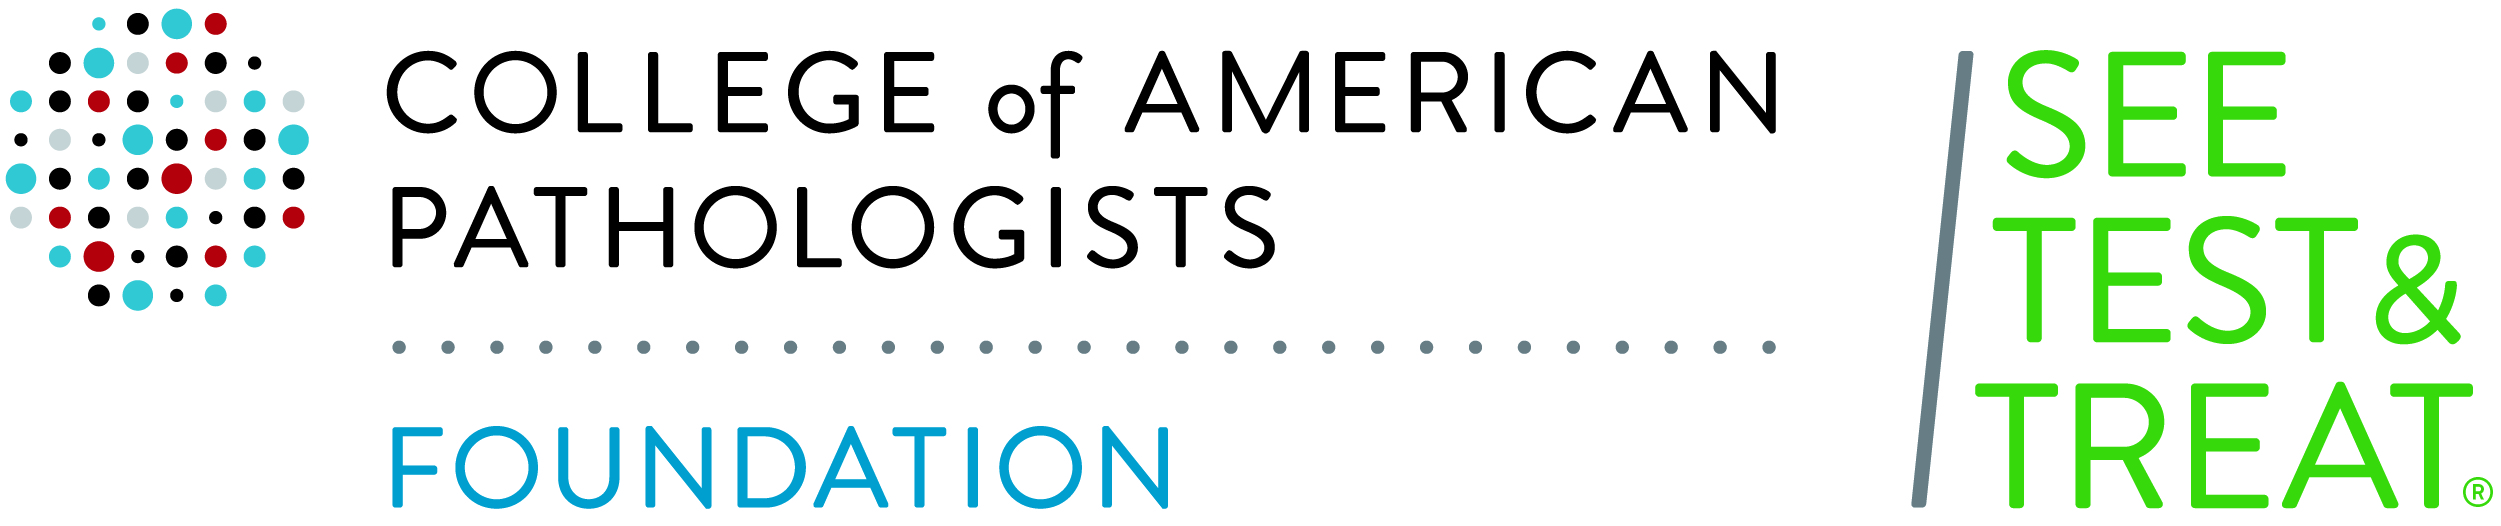 COLLEGE of AMERICAN
PATHOLOGISTS
FOUNDATION
SEE
TEST &
TREAT®